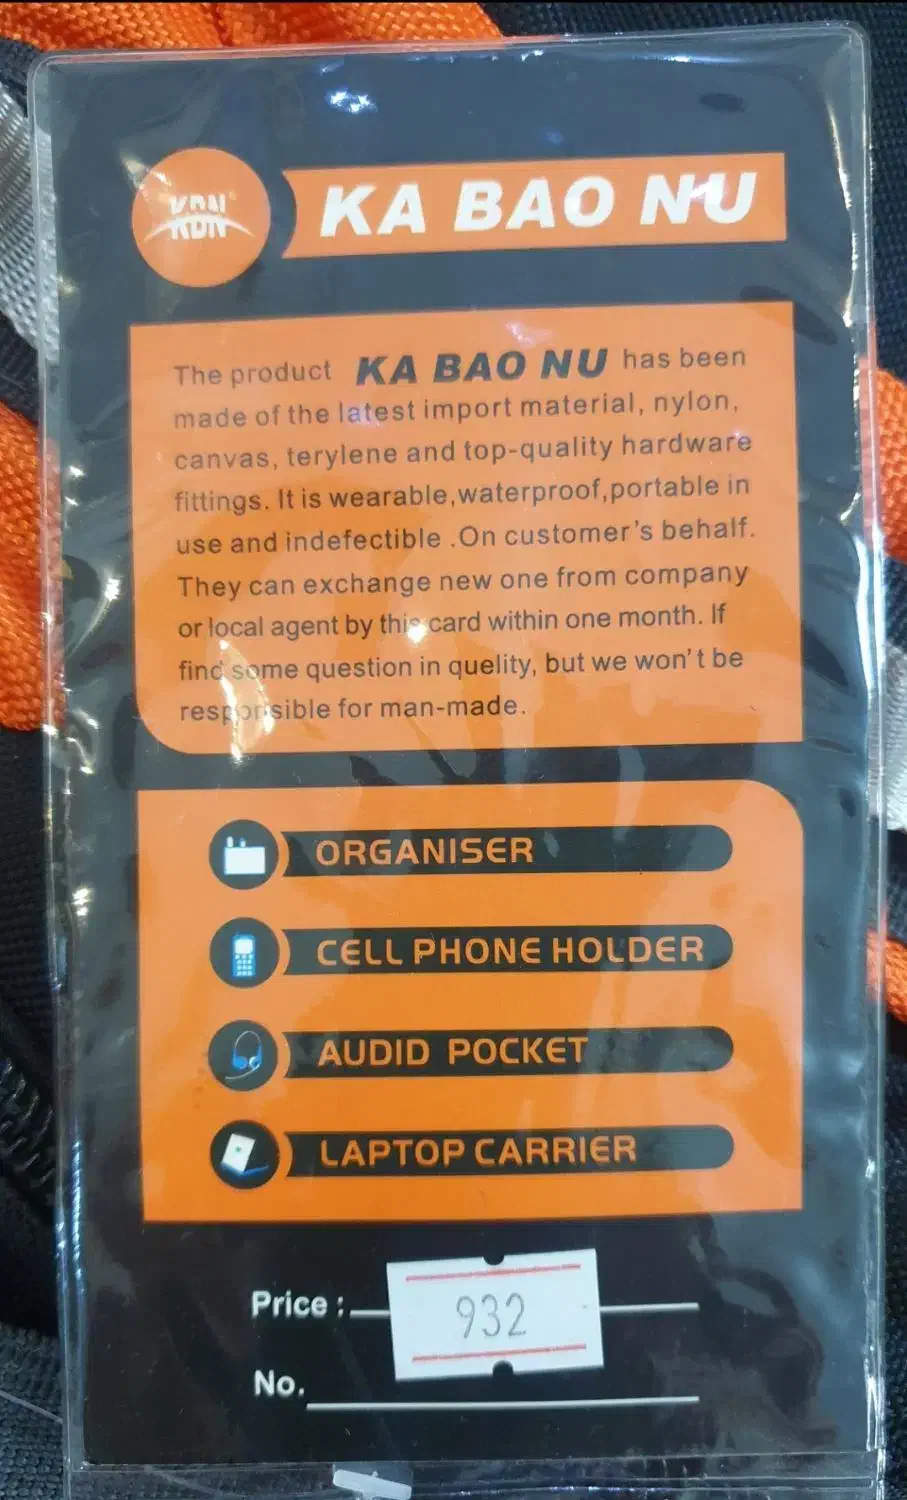 KBN
KA BAO NU
The product KA BAO NU has been
made of the latest import material, nylon,
canvas, terylene and top-quality hardware
fittings. It is wearable,waterproof,portable in
use and indefectible .On customer's behalf.
They can exchange new one from company
or local agent by this card within one month. If
find some question in quelity, but we won't be
responsible for man-made.
ORGANISER
CELL PHONE HOLDER
AUDID POCKET
LAPTOP CARRIER
Price : 932
No.